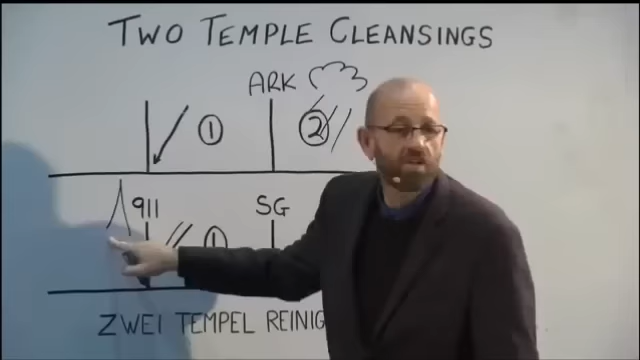 TWO TEMPLE CLEANSINGS
ARK
1 2
911 SG
1
ZWEI TEMPEL REINIG